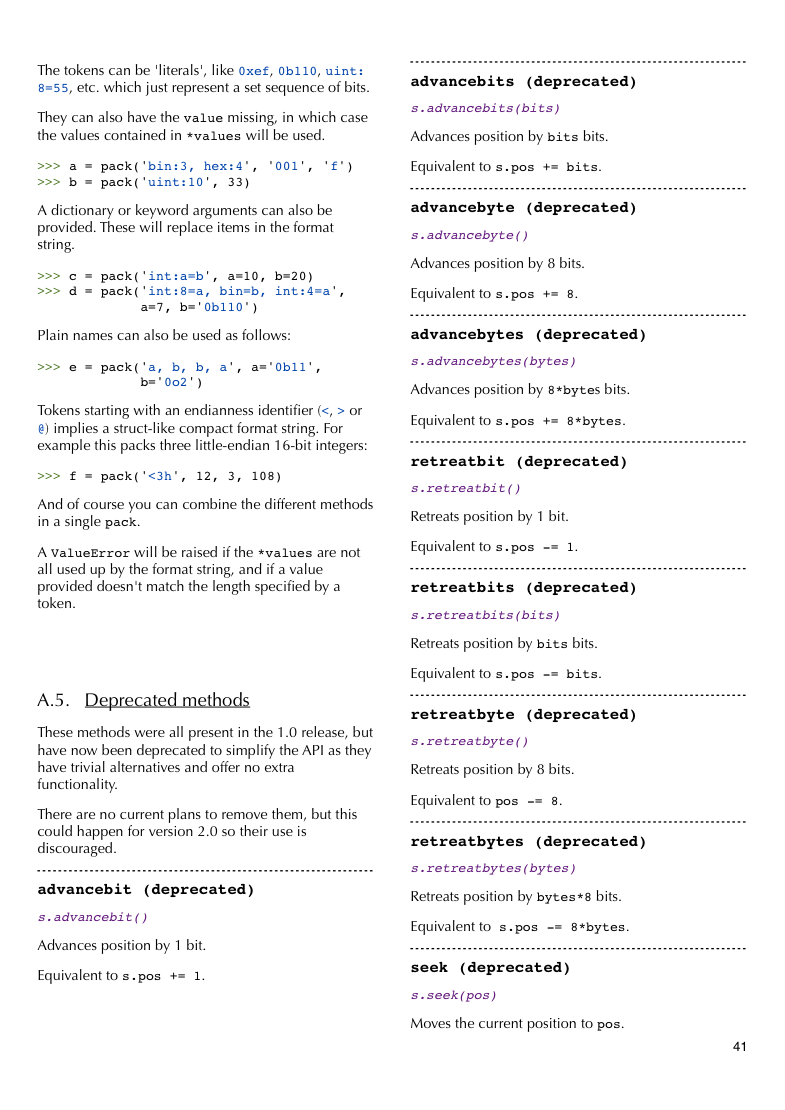 The tokens can be 'literals', like 0xef, 0b110, uint:
8=55, etc. which just represent a set sequence of bits.
They can also have the value missing, in which case
the values contained in *values will be used.
>>> a = pack('bin:3, hex:4', '001', 'f')
>>> b = pack('uint:10', 33)
A dictionary or keyword arguments can also be
provided. These will replace items in the format
string.
>>> c = pack('int:a=b', a=10, b=20)
>>> d = pack('int:8=a, bin=b, int:4=a',
a=7, b='0b110')
Plain names can also be used as follows:
>>> e = pack('a, b, b, a', a='0b11',
b='0o2')
Tokens starting with an endianness identifier (<, > or
@) implies a struct-like compact format string. For
example this packs three little-endian 16-bit integers:
>>> f = pack('<3h', 12, 3, 108)
And of course you can combine the different methods
in a single pack.
A ValueError will be raised if the *values are not
all used up by the format string, and if a value
provided doesn't match the length specified by a
token.
A.5. Deprecated methods
These methods were all present in the 1.0 release, but
have now been deprecated to simplify the API as they
have trivial alternatives and offer no extra
functionality.
There are no current plans to remove them, but this
could happen for version 2.0 so their use is
discouraged.
advancebit (deprecated)
s.advancebit()
Advances position by 1 bit.
Equivalent to s.pos += 1.
advancebits (deprecated)
s.advancebits(bits)
Advances position by bits bits.
Equivalent to s.pos += bits.
advancebyte (deprecated)
s.advancebyte()
Advances position by 8 bits.
Equivalent to s.pos += 8.
advancebytes (deprecated)
s.advancebytes(bytes)
Advances position by 8*bytes bits.
Equivalent to s.pos += 8*bytes.
retreatbit (deprecated)
s.retreatbit()
Retreats position by 1 bit.
Equivalent to s.pos -= 1.
retreatbits (deprecated)
s.retreatbits(bits)
Retreats position by bits bits.
Equivalent to s.pos -= bits.
retreatbyte (deprecated)
s.retreatbyte()
Retreats position by 8 bits.
Equivalent to pos -= 8.
retreatbytes (deprecated)
s.retreatbytes(bytes)
Retreats position by bytes*8 bits.
Equivalent to s.pos -= 8*bytes.
seek (deprecated)
s.seek(pos)
Moves the current position to pos.
41